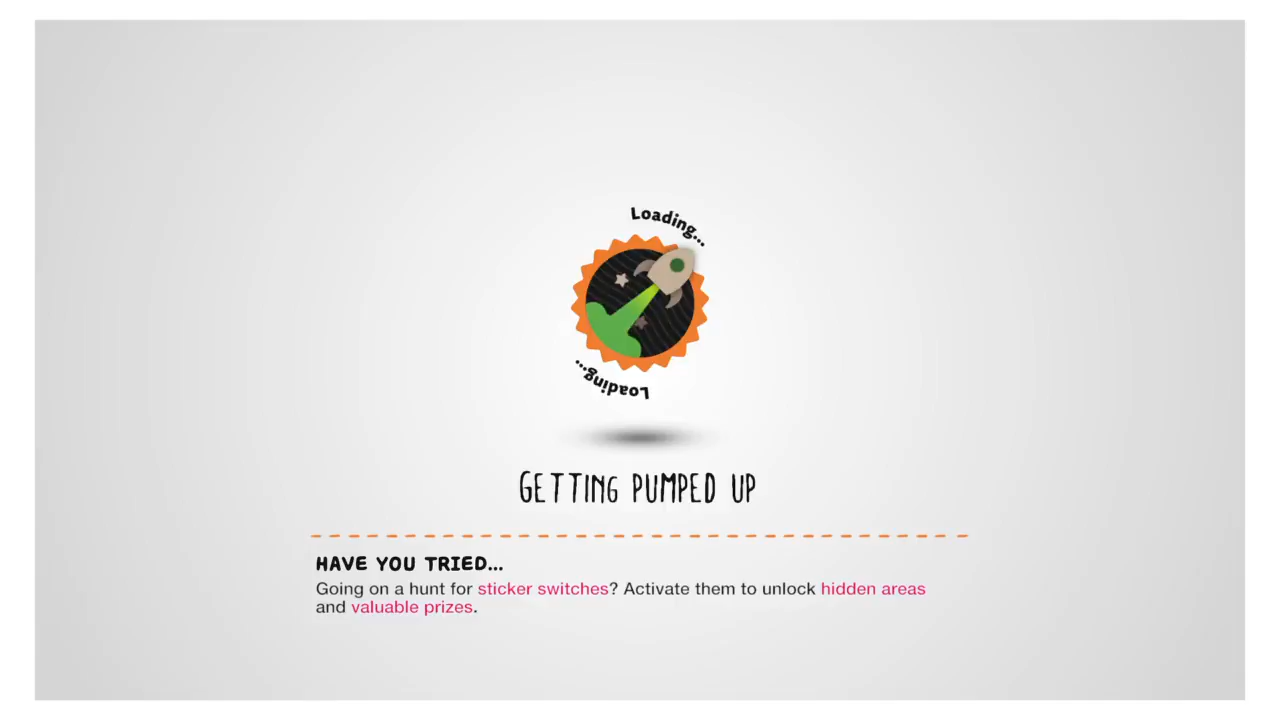 Loading...
Loading...
GETTING PUMPED UP
HAVE YOU TRIED...
Going on a hunt for sticker switches? Activate them to unlock hidden areas
and valuable prizes.